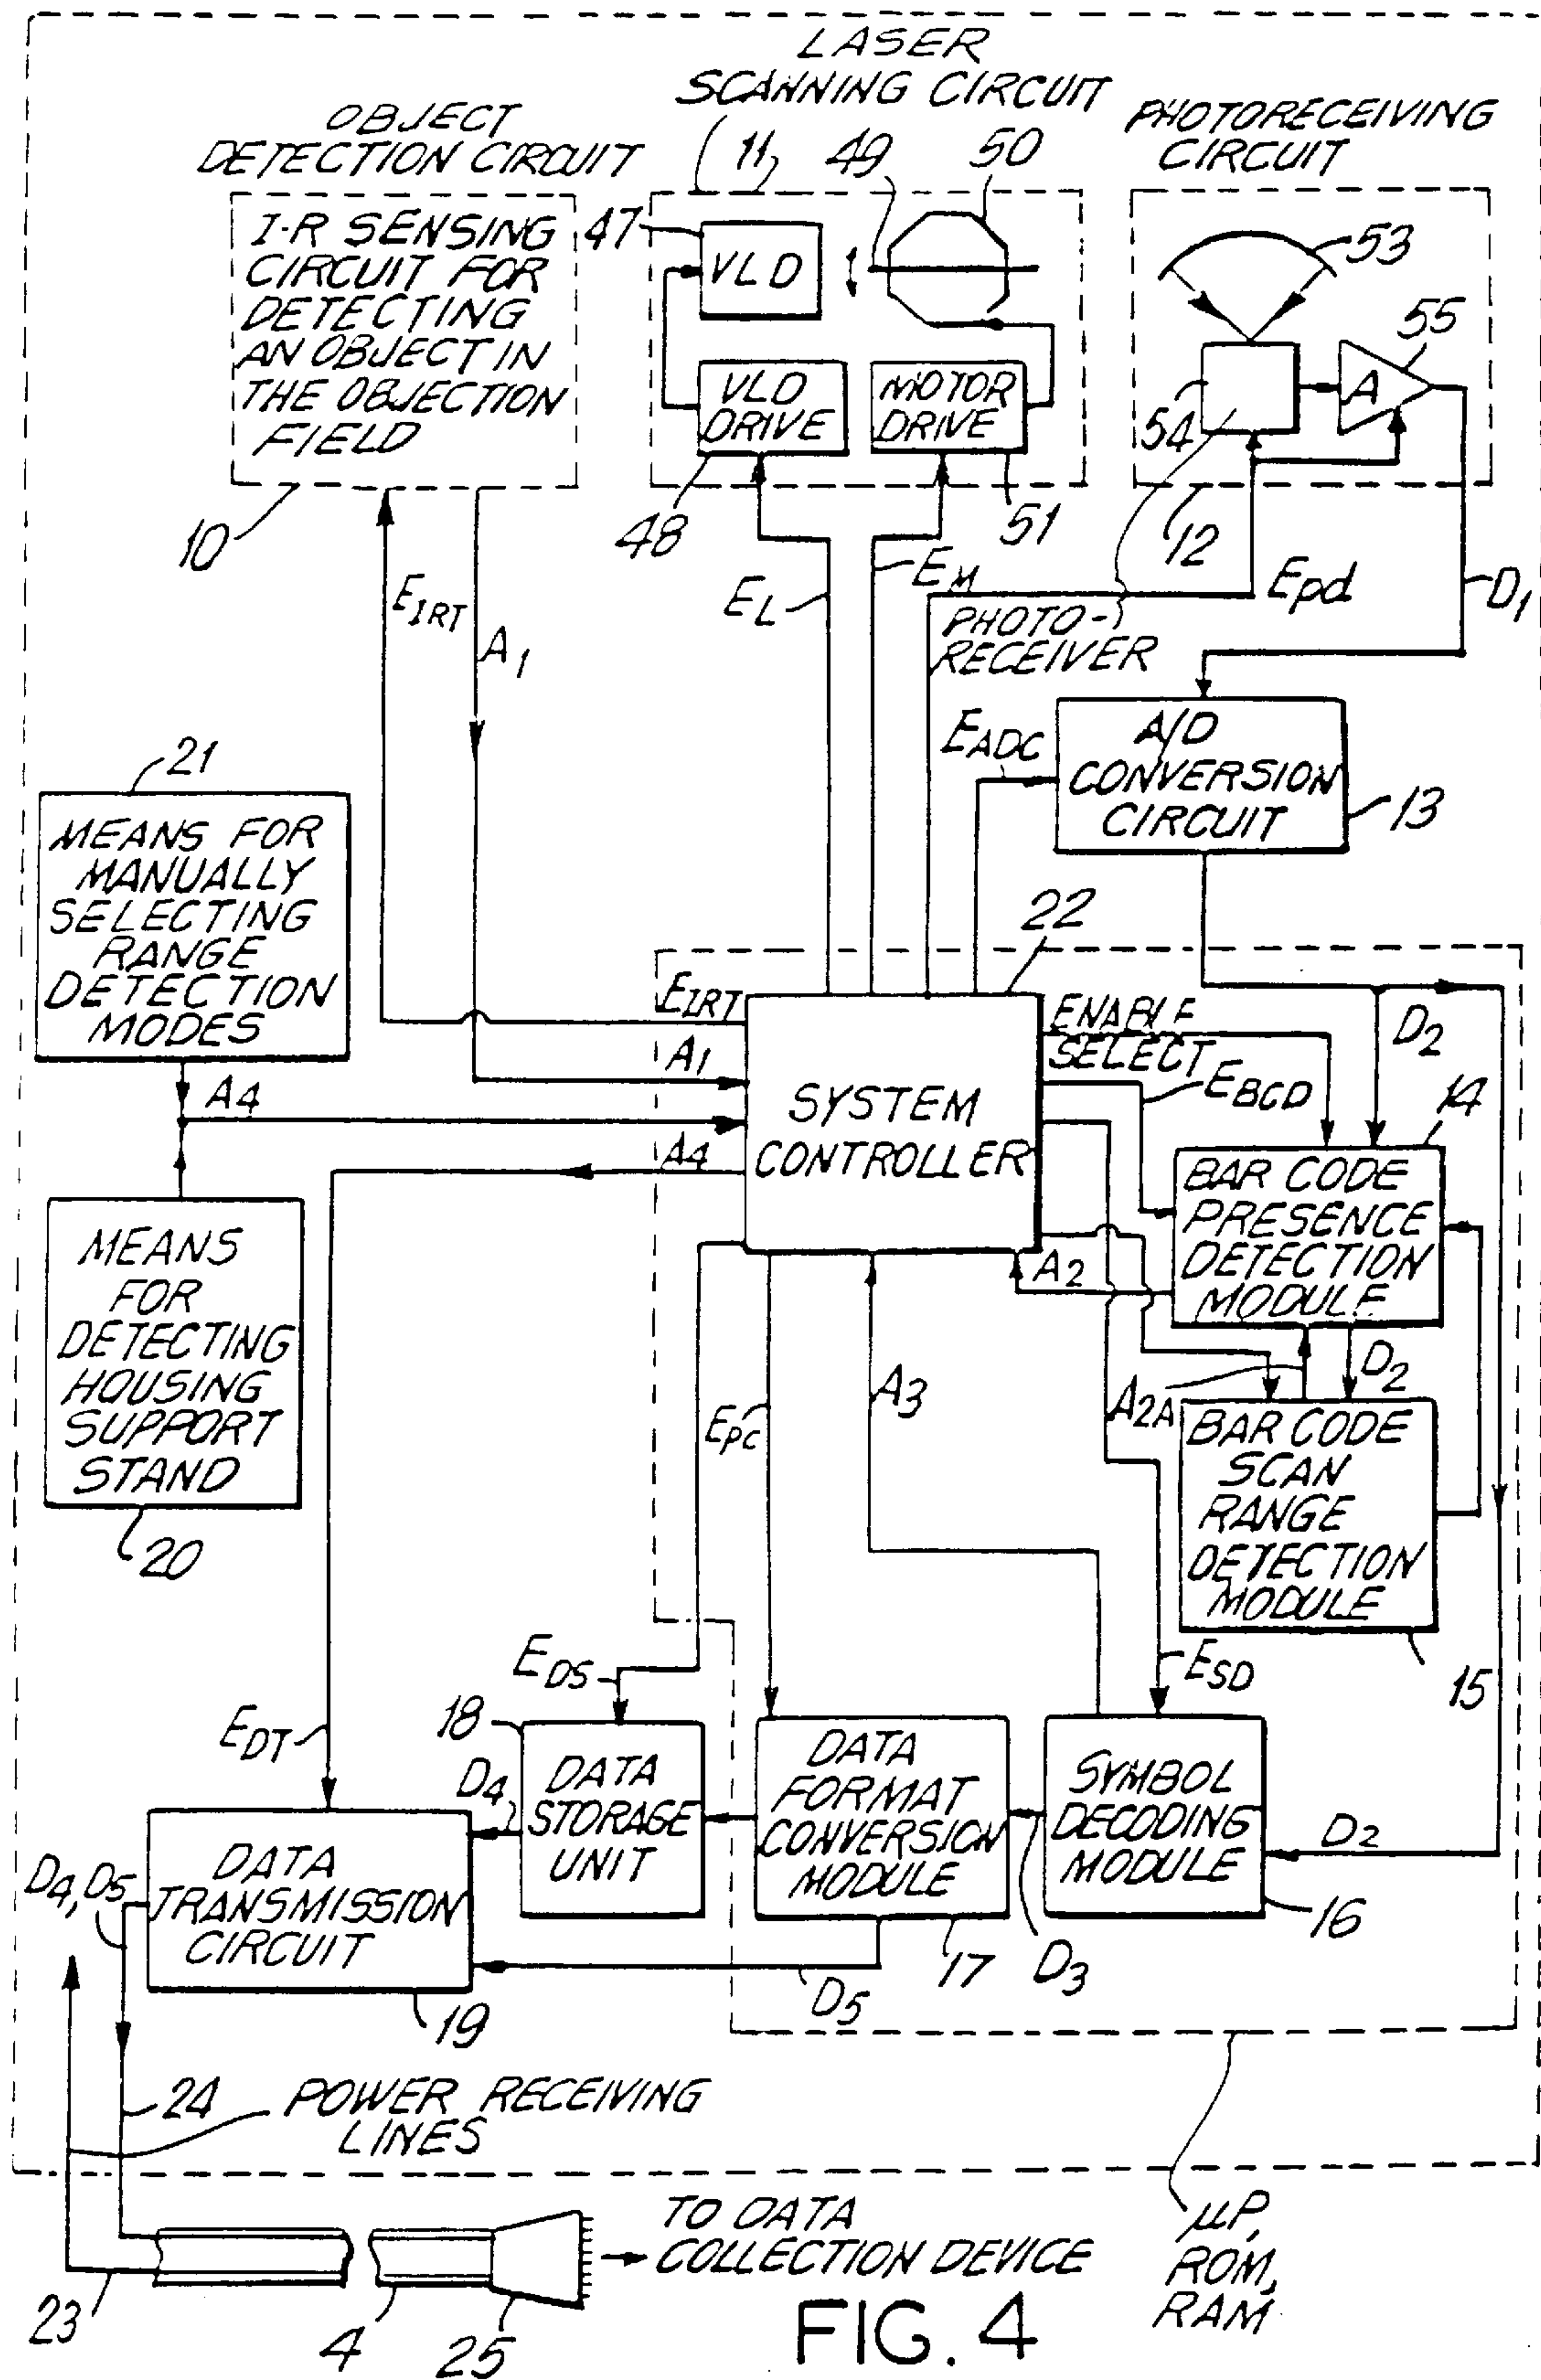 LASER
SCANNING CIRCUIT
OBJECT
DETECTION CIRCUIT
PHOTORECEIVING
CIRCUIT
11
49
50
I-R SENSING
CIRCUIT FOR
DETECTING
AN OBJECT IN
THE OBJECTION
FIELD
47
VLD
53
55
VLD
DRIVE
MOTOR
DRIVE
54
A
10
48
51
12
EIRT
A1
EL
EM
Epd
D1
PHOTO-
RECEIVER
EADC
A/D
CONVERSION
CIRCUIT
13
21
MEANS FOR
MANUALLY
SELECTING
RANGE
DETECTION
MODES
22
EIRT
A1
A4
A4
SYSTEM
CONTROLLER
ENABLE
SELECT
EBCD
D2
14
BAR CODE
PRESENCE
DETECTION
MODULE
MEANS
FOR
DETECTING
HOUSING
SUPPORT
STAND
20
A2
A2A
D2
Epc
A3
BAR CODE
SCAN
RANGE
DETECTION
MODULE
15
EDS
ESD
EDT
18
D4
DATA
STORAGE
UNIT
DATA
FORMAT
CONVERSION
MODULE
SYMBOL
DECODING
MODULE
D2
16
D4, D5
DATA
TRANSMISSION
CIRCUIT
19
D5
17
D3
24
POWER RECEIVING
LINES
TO DATA
COLLECTION DEVICE
μP,
ROM,
RAM
23
4
25
FIG. 4